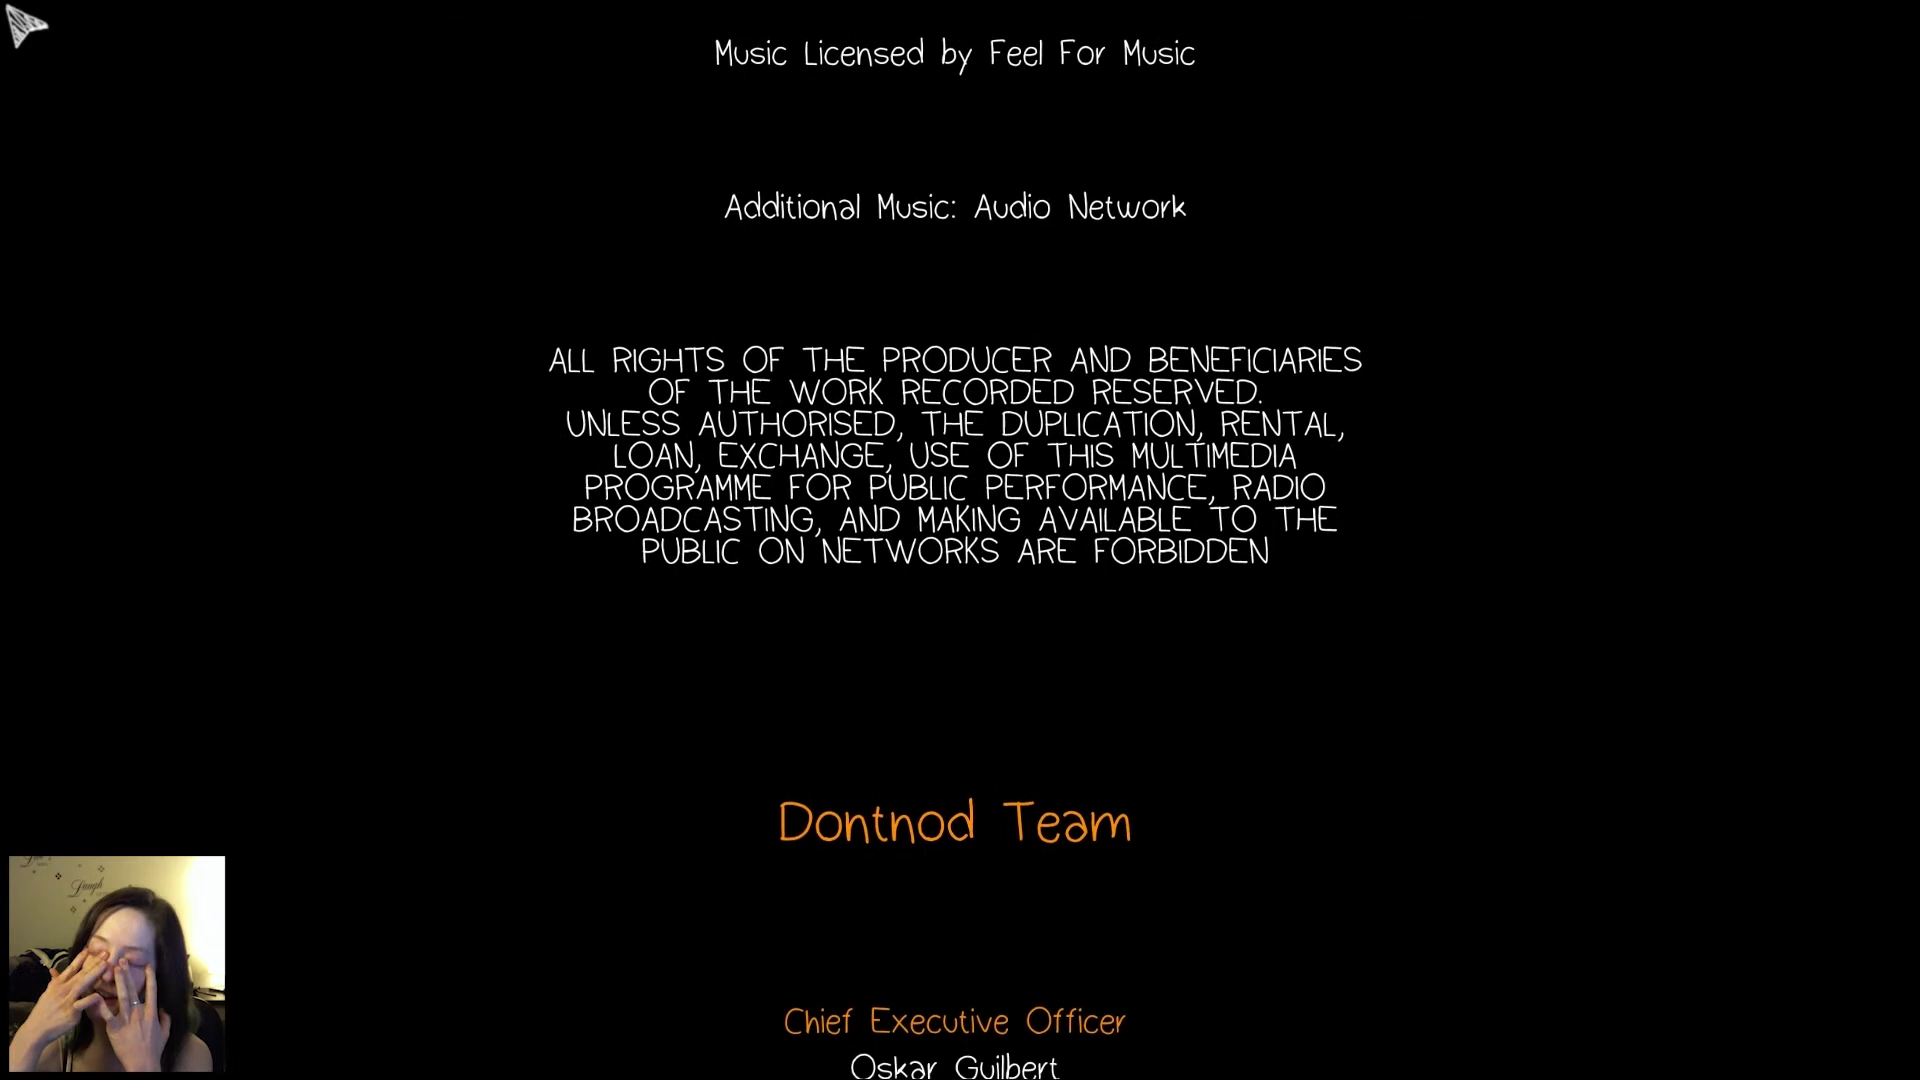 Music Licensed by Feel For Music
Additional Music: Audio Network
ALL RIGHTS OF THE PRODUCER AND BENEFICIARIES
OF THE WORK RECORDED RESERVED.
UNLESS AUTHORISED, THE DUPLICATION, RENTAL,
LOAN, EXCHANGE, USE OF THIS MULTIMEDIA
PROGRAMME FOR PUBLIC PERFORMANCE, RADIO
BROADCASTING, AND MAKING AVAILABLE TO THE
PUBLIC ON NETWORKS ARE FORBIDDEN
Dontnod Team
Laugh
Chief Executive Officer
Oskar Guilbert